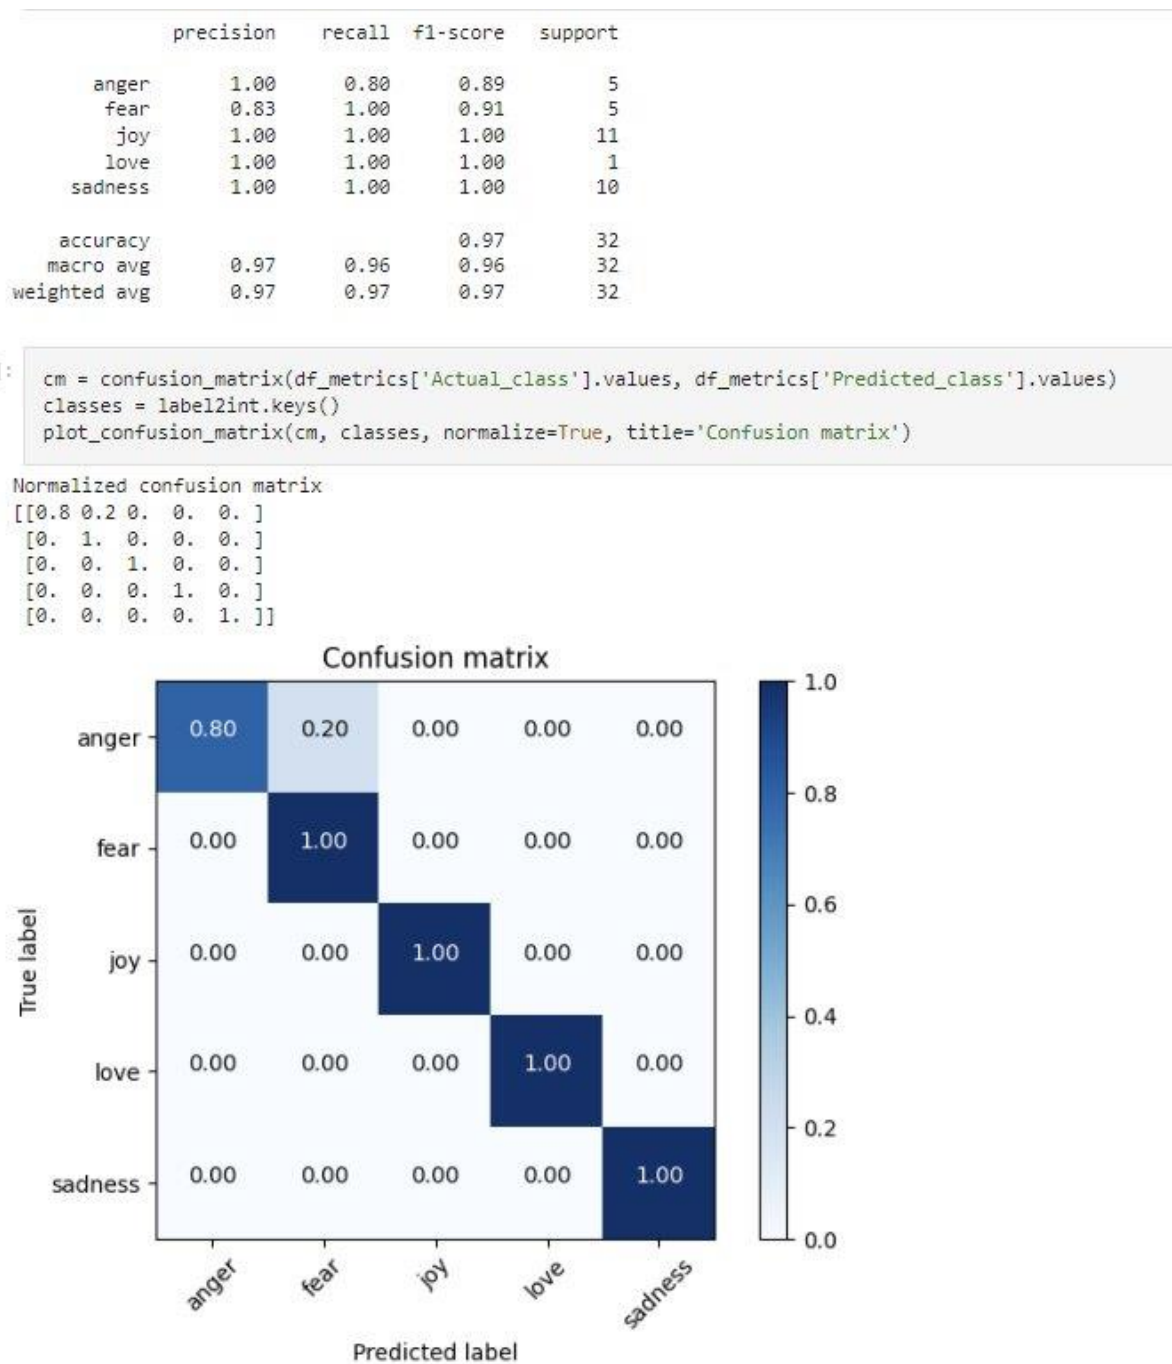 precision recall f1-score support
anger 1.00 0.80 0.89 5
fear 0.83 1.00 0.91 5
joy 1.00 1.00 1.00 11
love 1.00 1.00 1.00 1
sadness 1.00 1.00 1.00 10
accuracy 0.97 32
macro avg 0.97 0.96 0.96 32
weighted avg 0.97 0.97 0.97 32
cm = confusion_matrix(df_metrics['Actual_class'].values, df_metrics['Predicted_class'].values)
classes = label2int.keys()
plot_confusion_matrix(cm, classes, normalize=True, title='Confusion matrix')
Normalized confusion matrix
[[0.8 0.2 0. 0. 0. ]
[0. 1. 0. 0. 0. ]
[0. 0. 1. 0. 0. ]
[0. 0. 0. 1. 0. ]
[0. 0. 0. 0. 1. ]]
Confusion matrix
anger 0.80 0.20 0.00 0.00 0.00
fear 0.00 1.00 0.00 0.00 0.00
joy 0.00 0.00 1.00 0.00 0.00
love 0.00 0.00 0.00 1.00 0.00
sadness 0.00 0.00 0.00 0.00 1.00
True label
anger fear joy love sadness
Predicted label
1.0
0.8
0.6
0.4
0.2
0.0